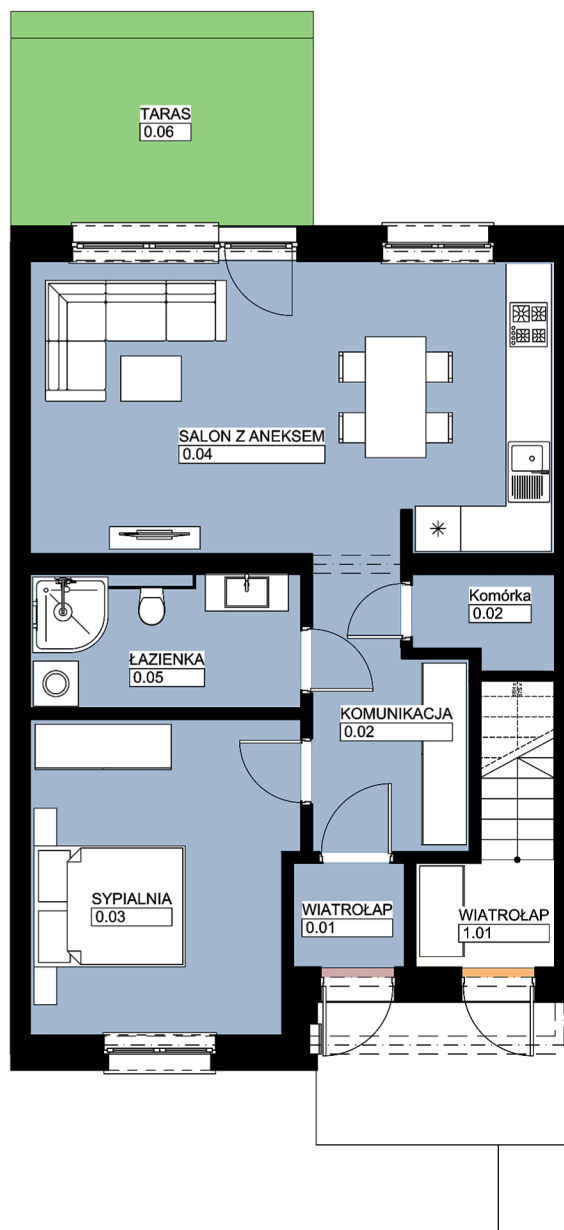 TARAS
0.06
SALON Z ANEKSEM
0.04
Komórka
0.02
ŁAZIENKA
0.05
KOMUNIKACJA
0.02
SYPIALNIA
0.03
WIATROŁAP
0.01
WIATROŁAP
1.01